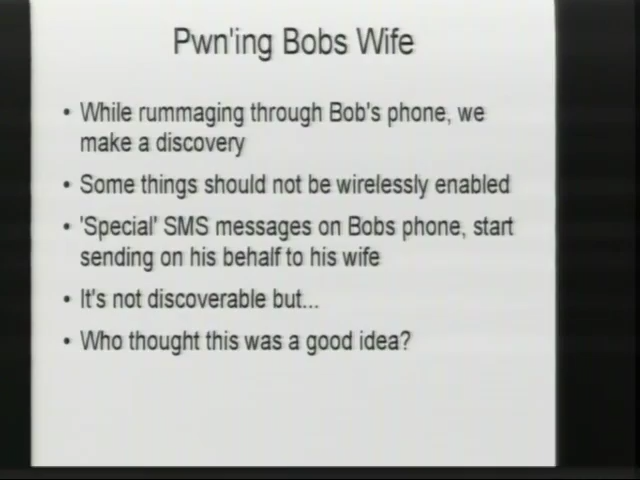 Pwn'ing Bobs Wife
• While rummaging through Bob's phone, we
make a discovery
• Some things should not be wirelessly enabled
• 'Special' SMS messages on Bobs phone, start
sending on his behalf to his wife
• It's not discoverable but...
• Who thought this was a good idea?